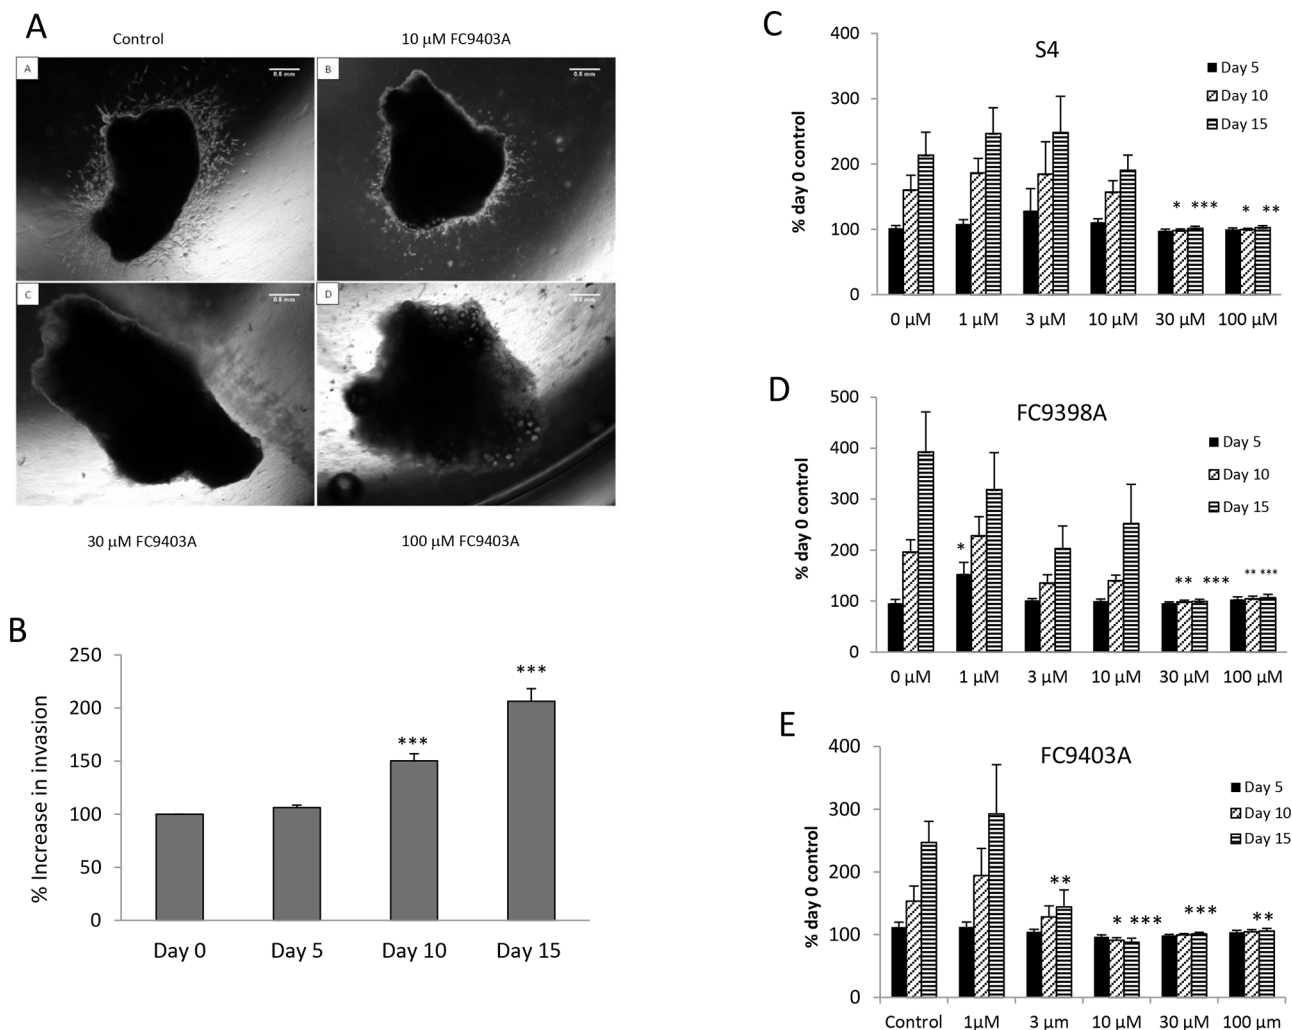 A
Control
10 µM FC9403A
A
0.5 mm
B
0.5 mm
C
0.5 mm
D
0.5 mm
30 µM FC9403A
100 µM FC9403A
B
% Increase in invasion
250
200
150
100
50
0
***
***
Day 0 Day 5 Day 10 Day 15
C
S4
% day 0 control
400
300
200
100
0
Day 5
Day 10
Day 15
* *** * **
0 µM 1 µM 3 µM 10 µM 30 µM 100 µM
D
FC9398A
% day 0 control
500
400
300
200
100
0
Day 5
Day 10
Day 15
* ** *** ** ***
0 µM 1 µM 3 µM 10 µM 30 µM 100 µM
E
FC9403A
% day 0 control
400
300
200
100
0
Day 5
Day 10
Day 15
** * *** *** **
Control 1µM 3 µm 10 µM 30 µM 100 µm